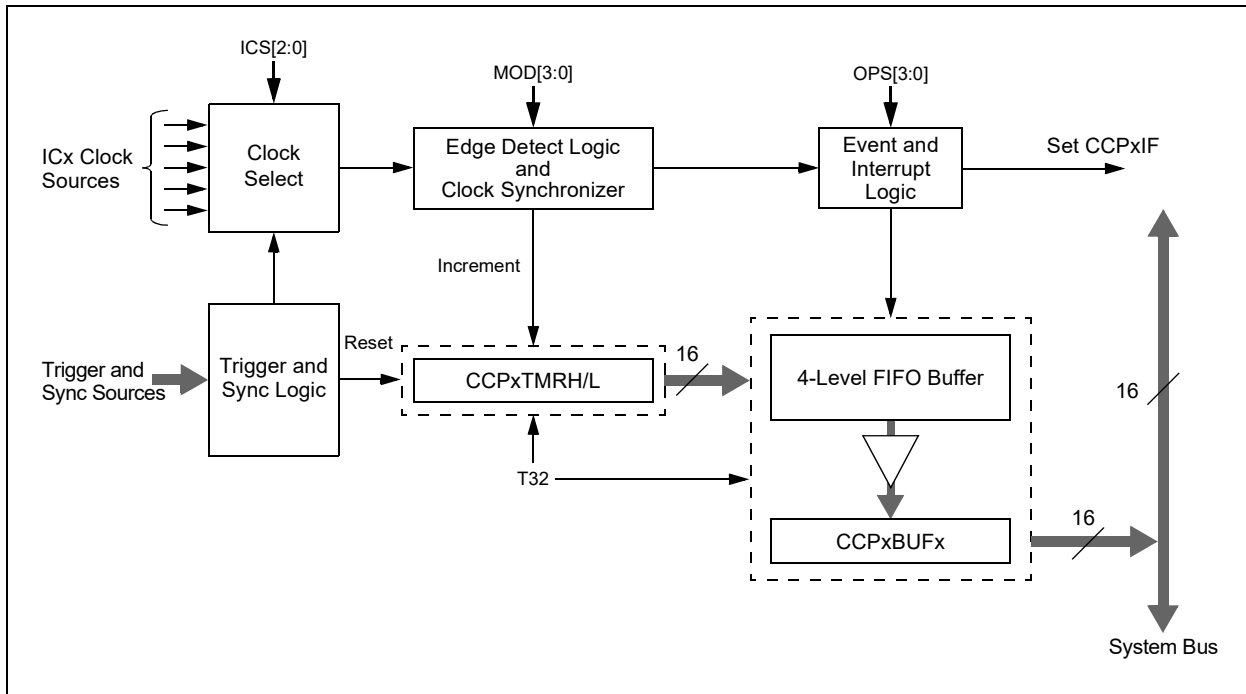 ICS[2:0]
MOD[3:0]
OPS[3:0]
ICx Clock
Sources
Clock
Select
Edge Detect Logic
and
Clock Synchronizer
Event and
Interrupt
Logic
Set CCPxIF
Increment
Reset
Trigger and
Sync Sources
Trigger and
Sync Logic
CCPxTMRH/L
16
4-Level FIFO Buffer
16
T32
CCPxBUFx
16
System Bus